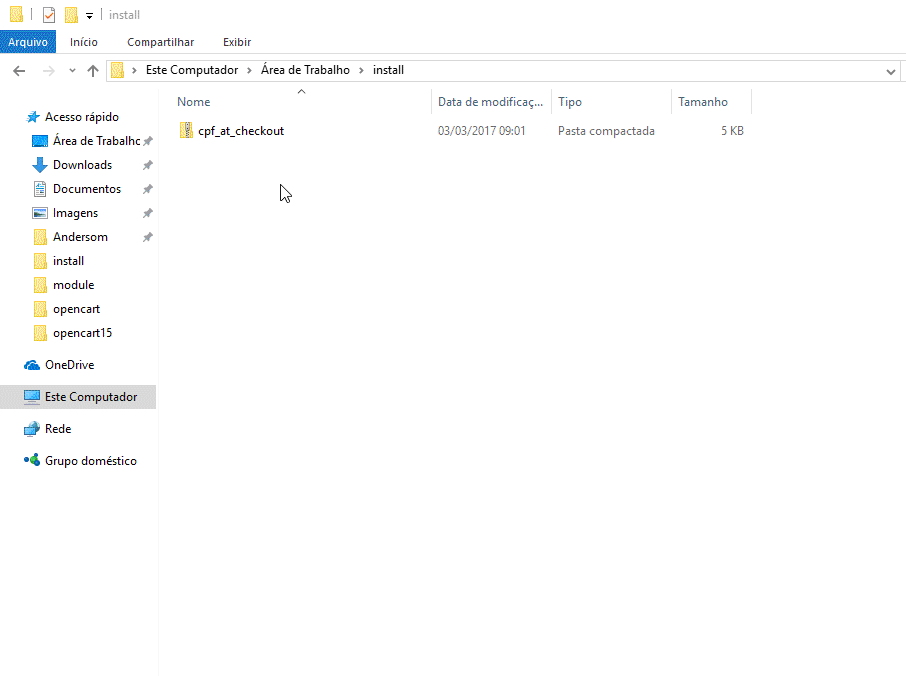 install
Arquivo Início Compartilhar Exibir
Este Computador Área de Trabalho install
Nome Data de modificaç... Tipo Tamanho
cpf_at_checkout 03/03/2017 09:01 Pasta compactada 5 KB
Acesso rápido
Área de Trabalhc
Downloads
Documentos
Imagens
Andersom
install
module
opencart
opencart15
OneDrive
Este Computador
Rede
Grupo doméstico